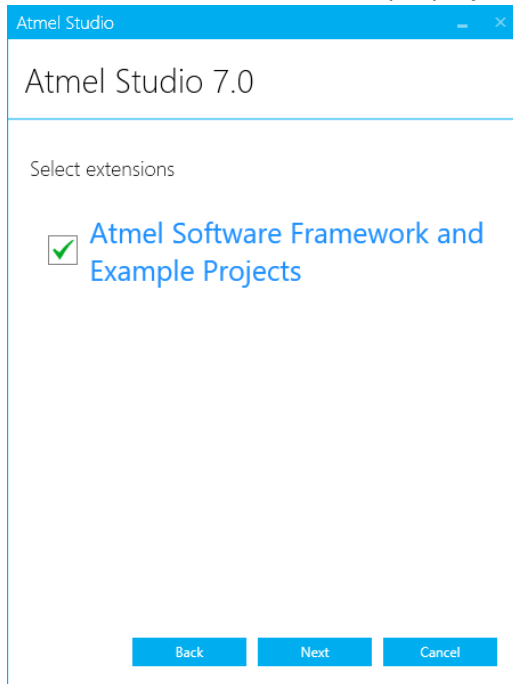 Atmel Studio
Atmel Studio 7.0
Select extensions
Atmel Software Framework and
Example Projects
Back Next Cancel